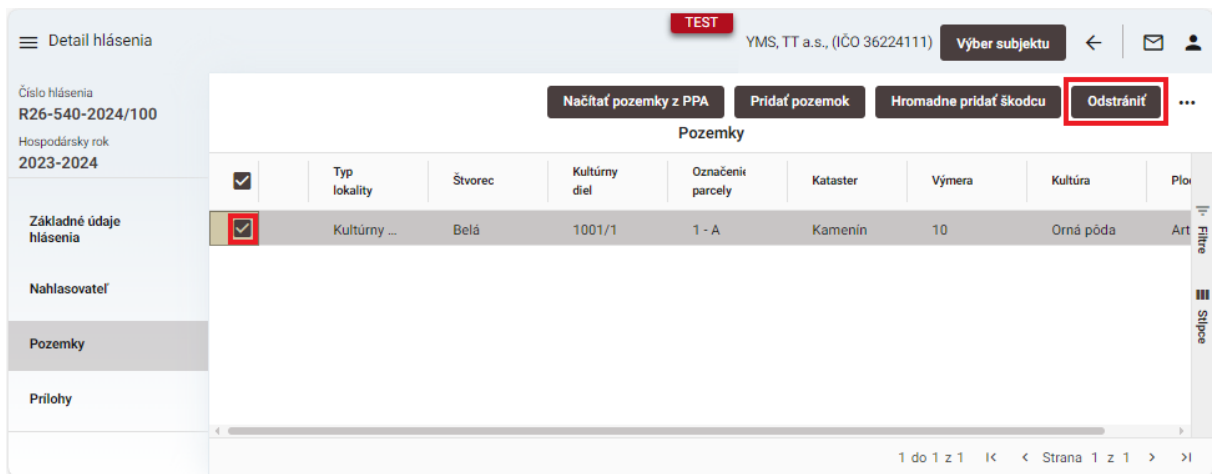 TEST
Detail hlásenia
YMS, TT a.s., (IČO 36224111)
Výber subjektu
Číslo hlásenia
R26-540-2024/100
Hospodársky rok
2023-2024
Načítať pozemky z PPA
Pridať pozemok
Hromadne pridať škodcu
Odstrániť
Pozemky
Typ
lokality
Štvorec
Kultúrny
diel
Označenie
parcely
Kataster
Výmera
Kultúra
Plo
Kultúrny ...
Belá
1001/1
1 - A
Kamenín
10
Orná pôda
Art
Filtre
Stĺpce
Základné údaje
hlásenia
Nahlasovateľ
Pozemky
Prílohy
1 do 1 z 1
Strana 1 z 1